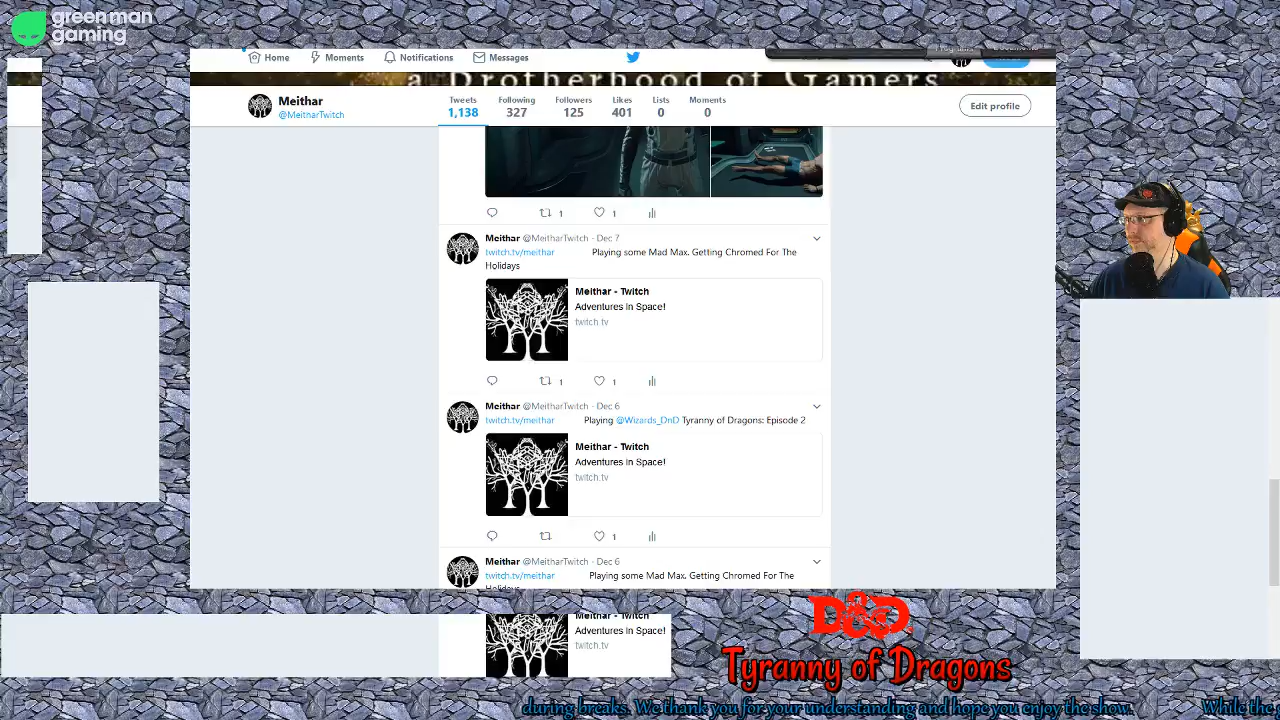 green man
gaming
Home Moments Notifications Messages
a Brotherhood of Gamers
Meithar
@MeitharTwitch
Tweets Following Followers Likes Lists Moments
1,138 327 125 401 0 0
Edit profile
1 1
Meithar @MeitharTwitch · Dec 7
twitch.tv/meithar Playing some Mad Max. Getting Chromed For The
Holidays
Meithar - Twitch
Adventures In Space!
twitch.tv
1 1
Meithar @MeitharTwitch · Dec 6
twitch.tv/meithar Playing @Wizards_DnD Tyranny of Dragons: Episode 2
Meithar - Twitch
Adventures In Space!
twitch.tv
1
Meithar @MeitharTwitch · Dec 6
twitch.tv/meithar Playing some Mad Max. Getting Chromed For The
Holidays
Meithar - Twitch
Adventures In Space!
twitch.tv
D&D
Tyranny of Dragons
during breaks. We thank you for your understanding and hope you enjoy the show. While the